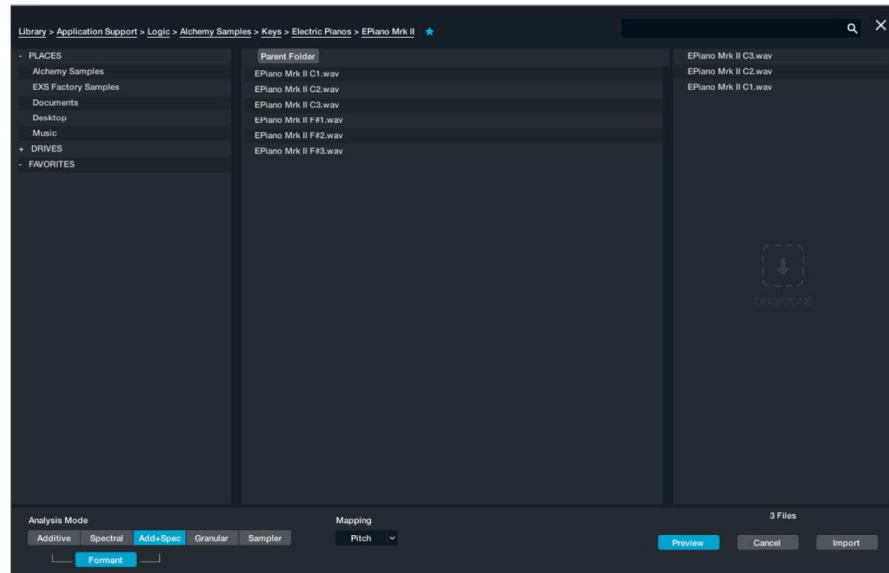 Library > Application Support > Logic > Alchemy Samples > Keys > Electric Pianos > EPiano Mrk II
- PLACES
Alchemy Samples
EXS Factory Samples
Documents
Desktop
Music
+ DRIVES
- FAVORITES
Parent Folder
EPiano Mrk II C1.wav
EPiano Mrk II C2.wav
EPiano Mrk II C3.wav
EPiano Mrk II F#1.wav
EPiano Mrk II F#2.wav
EPiano Mrk II F#3.wav
EPiano Mrk II C3.wav
EPiano Mrk II C2.wav
EPiano Mrk II C1.wav
DROPZONE
Analysis Mode
Additive Spectral Add+Spec Granular Sampler
Formant
Mapping
Pitch
3 Files
Preview Cancel Import